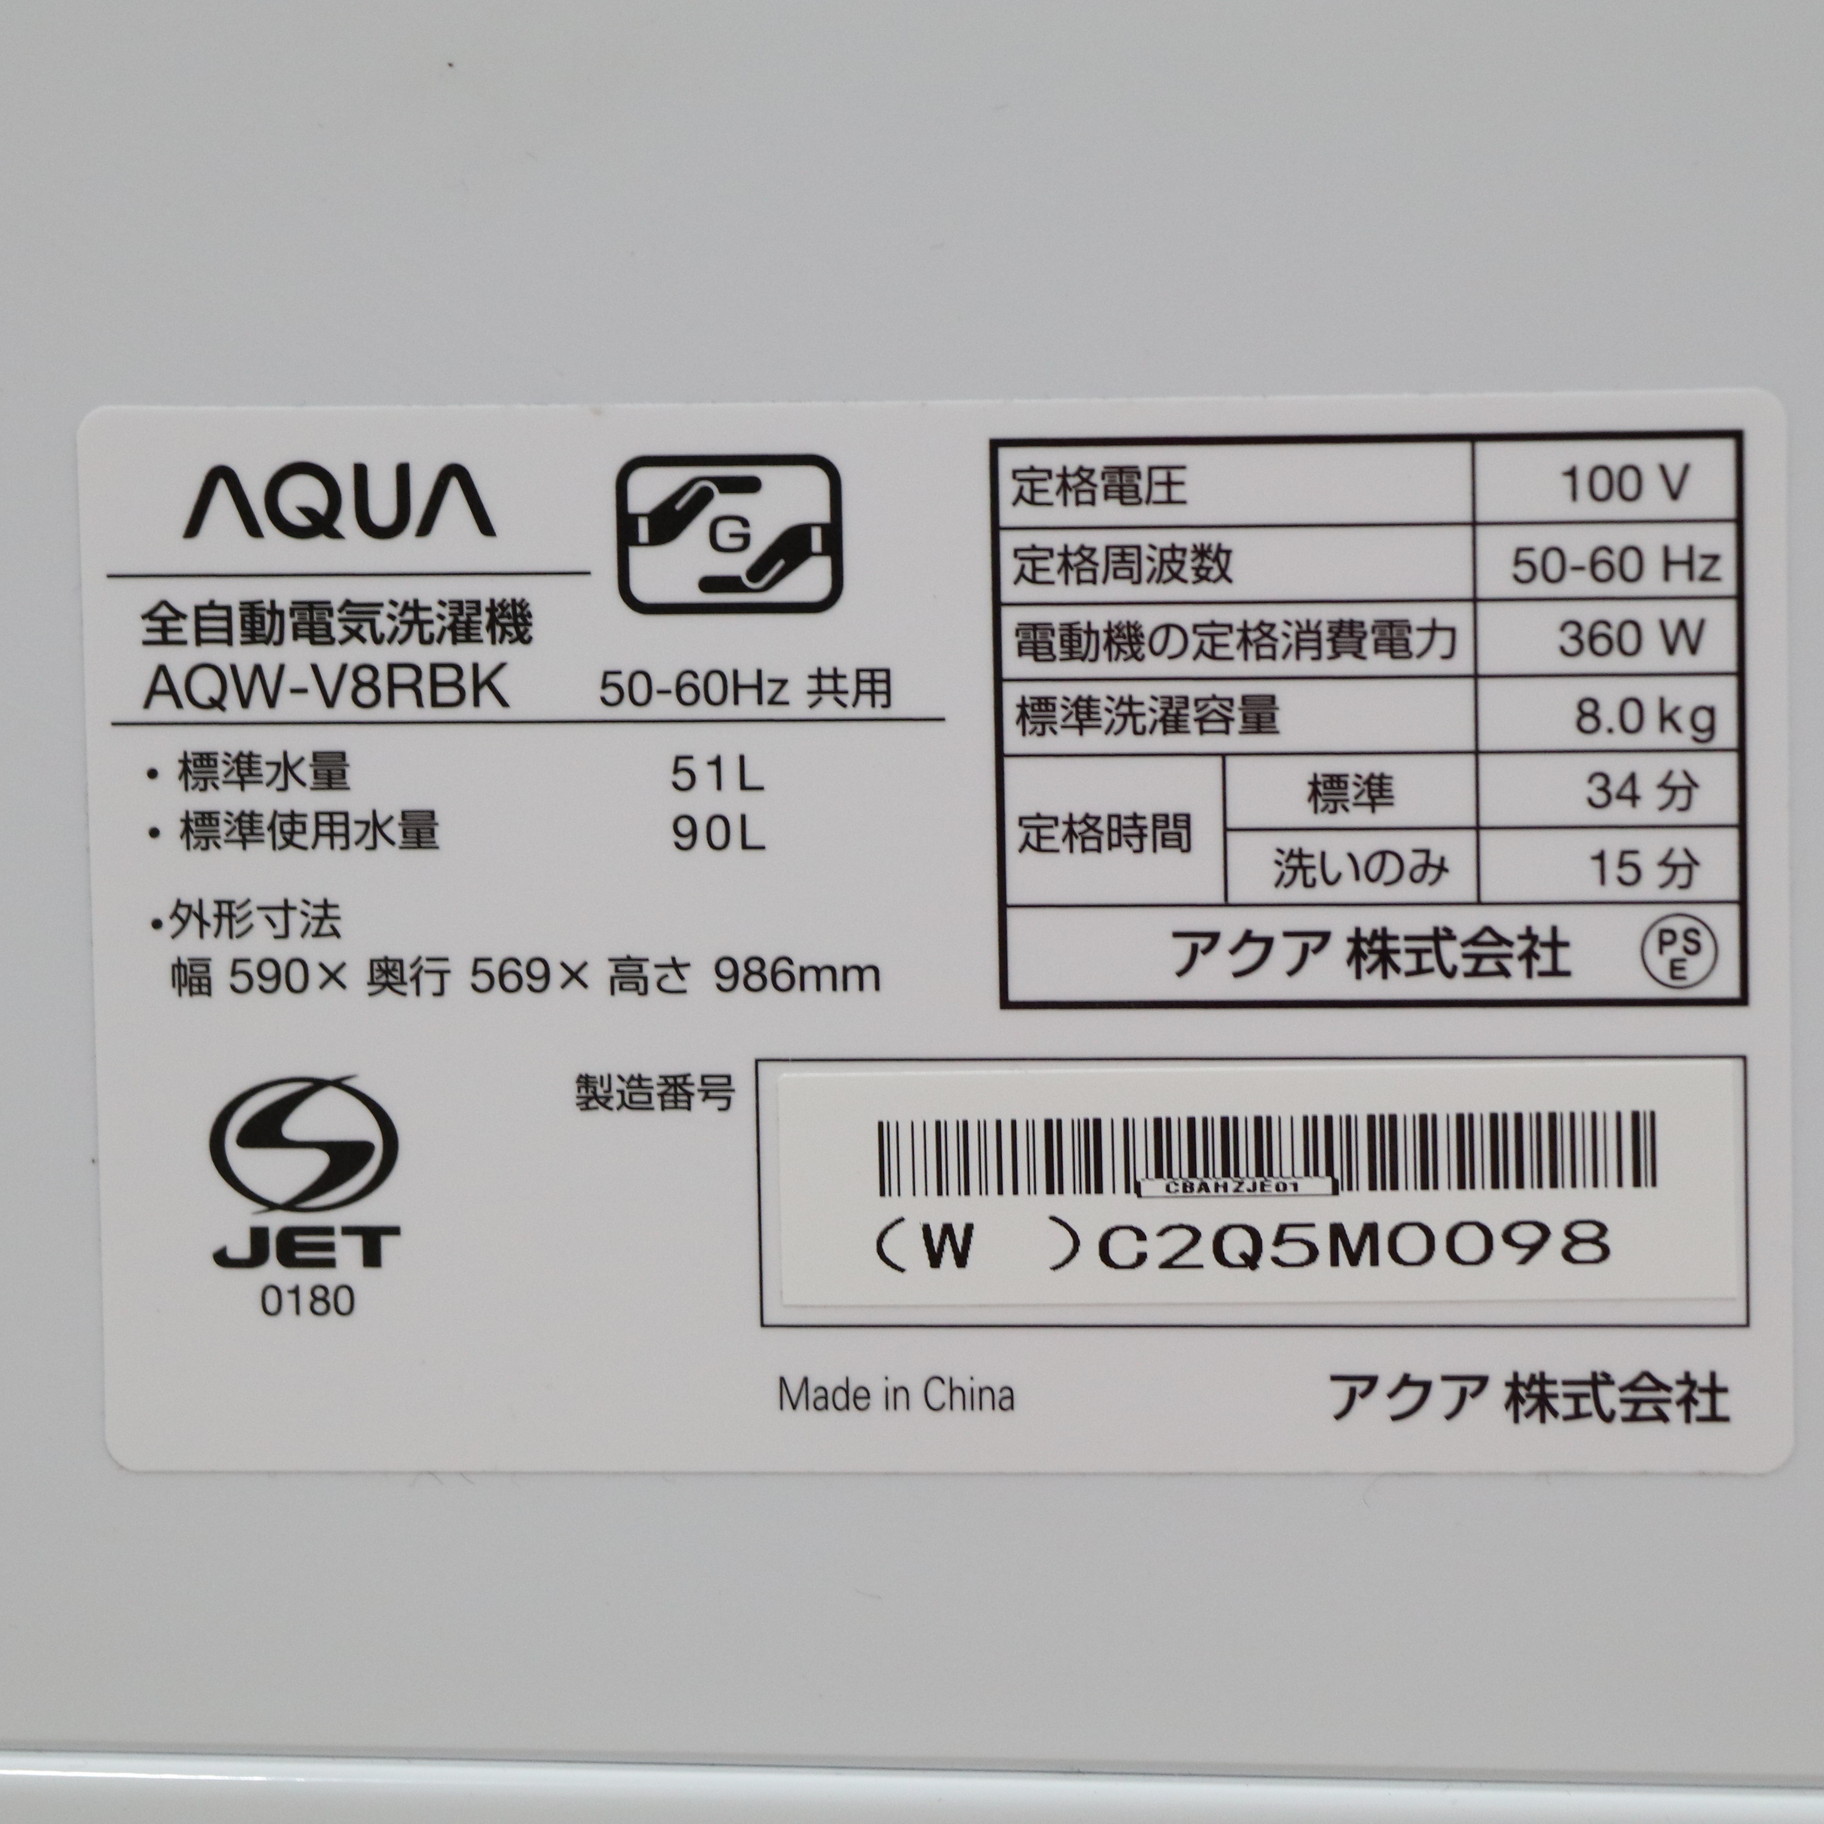 AQUA
G
全自動電気洗濯機
AQW-V8RBK 50-60Hz 共用
・標準水量 51L
・標準使用水量 90L
・外形寸法
幅 590× 奥行 569× 高さ 986mm
定格電圧 100 V
定格周波数 50-60 Hz
電動機の定格消費電力 360 W
標準洗濯容量 8.0kg
定格時間 標準 34 分
洗いのみ 15 分
アクア 株式会社 PSE
S
JET
0180
製造番号
CBAHZJE01
(W )C2Q5M0098
Made in China アクア 株式会社